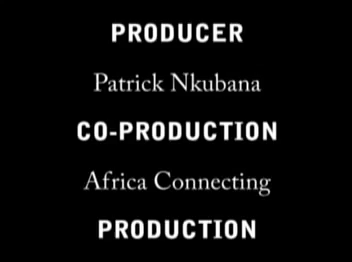 PRODUCER
Patrick Nkubana
CO-PRODUCTION
Africa Connecting
PRODUCTION